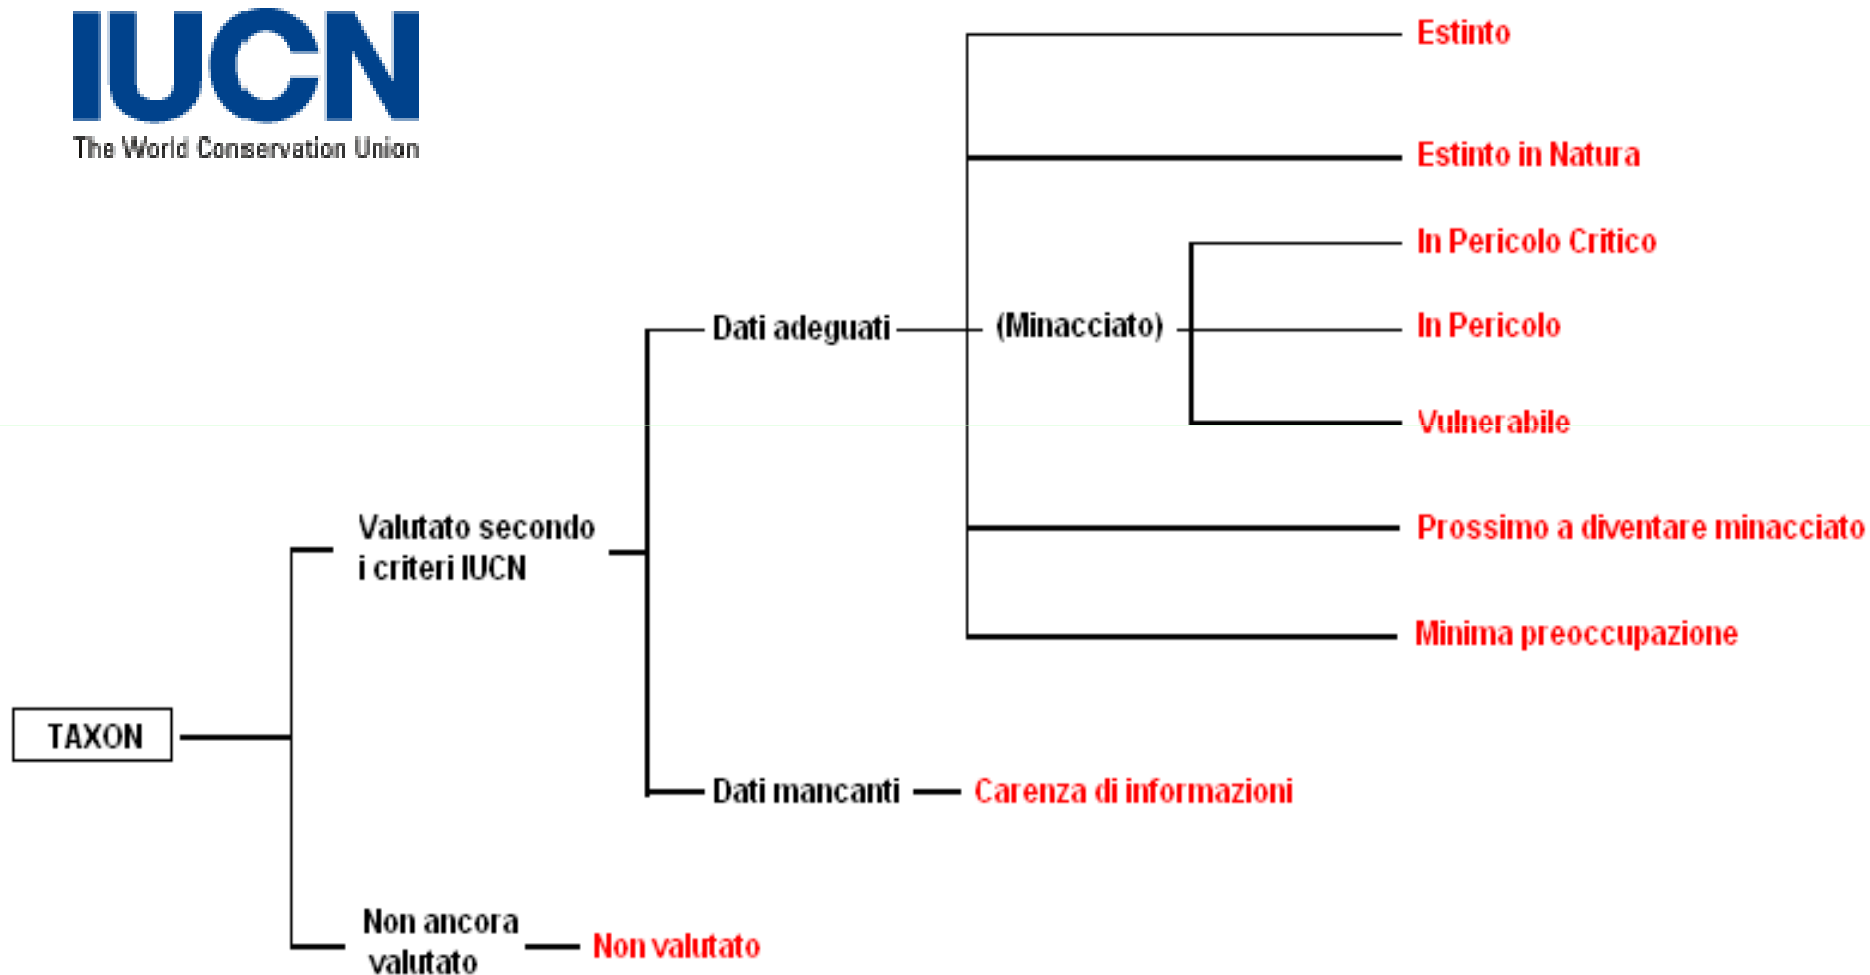 IUCN
The World Conservation Union
Estinto
Estinto in Natura
In Pericolo Critico
Dati adeguati
(Minacciato)
In Pericolo
Vulnerabile
Valutato secondo
i criteri IUCN
Prossimo a diventare minacciato
Minima preoccupazione
TAXON
Dati mancanti
Carenza di informazioni
Non ancora
valutato
Non valutato